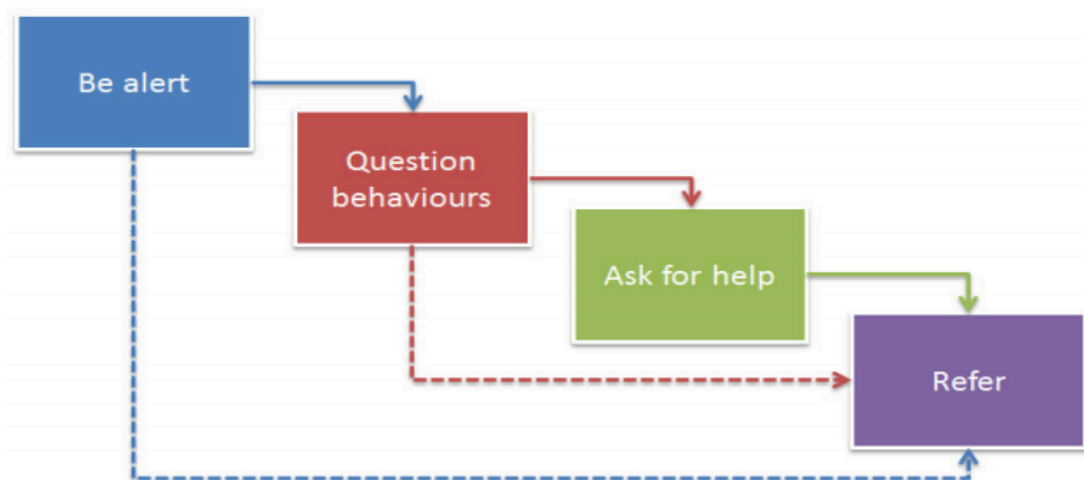 Be alert
Question
behaviours
Ask for help
Refer